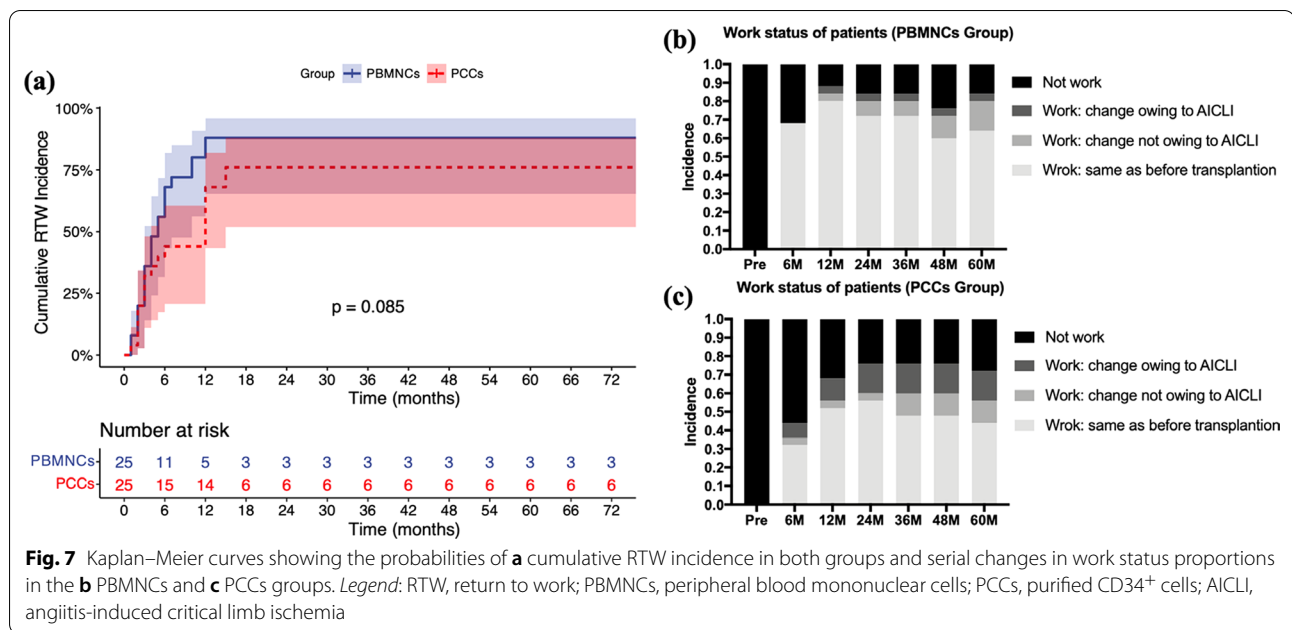 (a)
Group PBMNCs PCCs
100%
75%
50%
25%
0%
Cumulative RTW Incidence
p = 0.085
0 6 12 18 24 30 36 42 48 54 60 66 72
Time (months)
Number at risk
PBMNCs 25 11 5 3 3 3 3 3 3 3 3 3 3
PCCs 25 15 14 6 6 6 6 6 6 6 6 6 6
0 6 12 18 24 30 36 42 48 54 60 66 72
Time (months)
(b)
Work status of patients (PBMNCs Group)
1.0
0.9
0.8
0.7
0.6
0.5
0.4
0.3
0.2
0.1
0.0
Incidence
Pre 6M 12M 24M 36M 48M 60M
Not work
Work: change owing to AICLI
Work: change not owing to AICLI
Wrok: same as before transplantion
(c)
Work status of patients (PCCs Group)
1.0
0.9
0.8
0.7
0.6
0.5
0.4
0.3
0.2
0.1
0.0
Incidence
Pre 6M 12M 24M 36M 48M 60M
Not work
Work: change owing to AICLI
Work: change not owing to AICLI
Wrok: same as before transplantion
Fig. 7 Kaplan–Meier curves showing the probabilities of a cumulative RTW incidence in both groups and serial changes in work status proportions
in the b PBMNCs and c PCCs groups. Legend: RTW, return to work; PBMNCs, peripheral blood mononuclear cells; PCCs, purified CD34+ cells; AICLI,
angiitis-induced critical limb ischemia